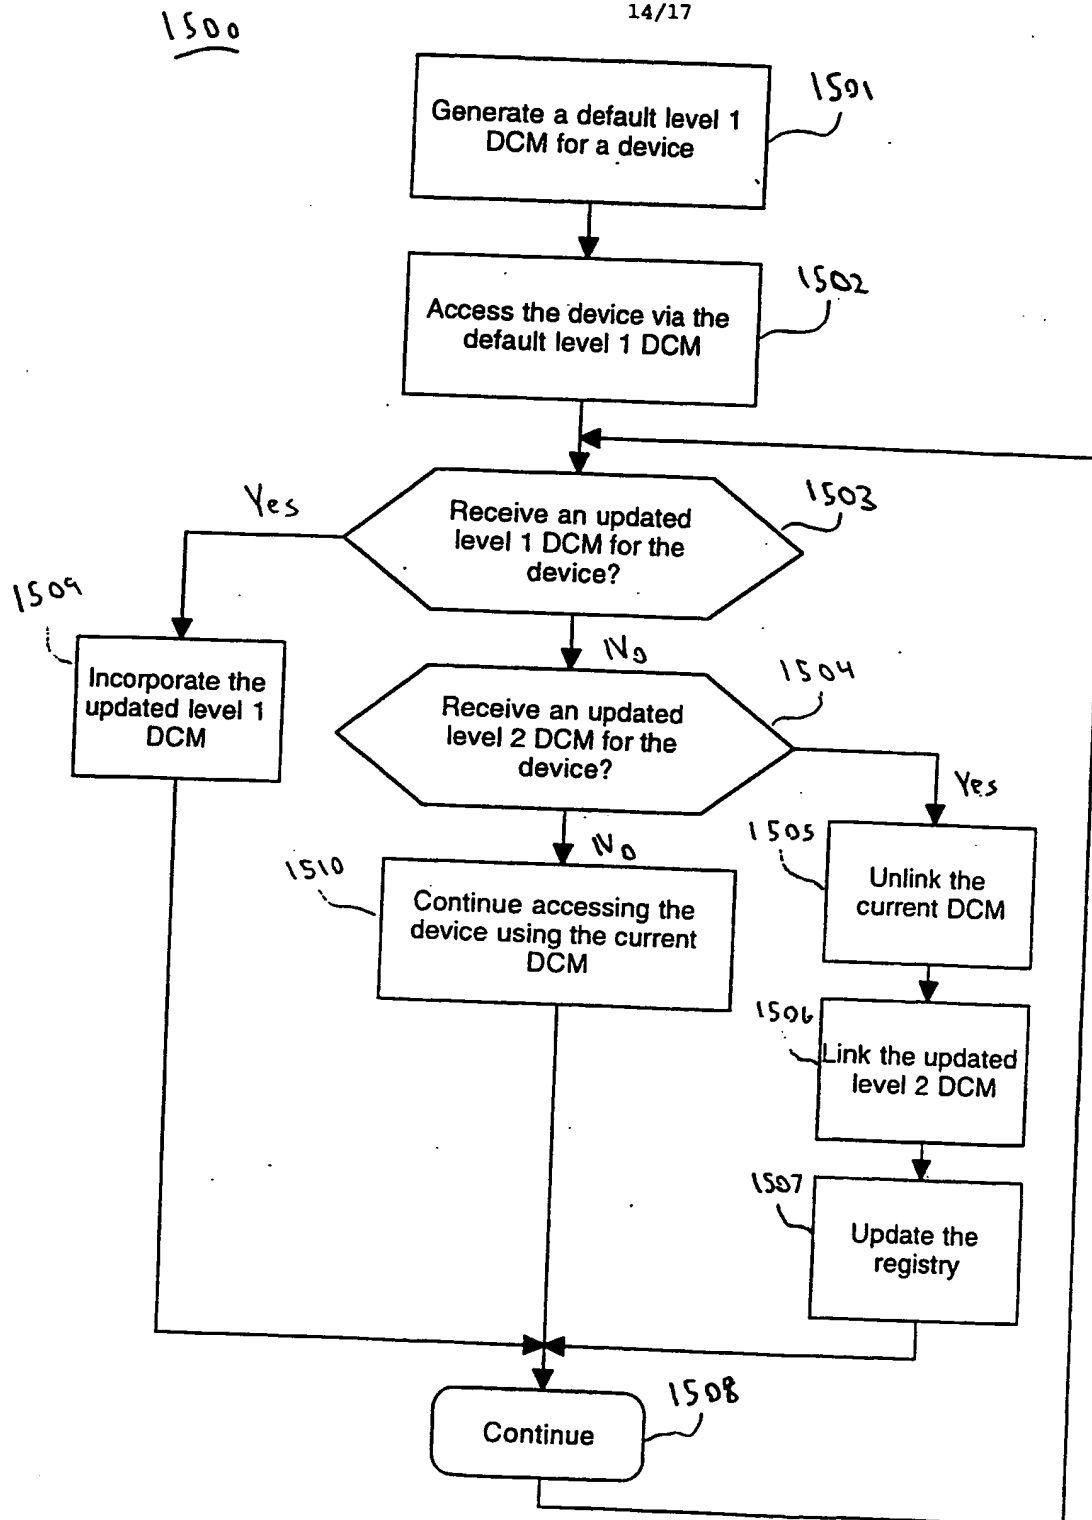 14/17
1500
Generate a default level 1
DCM for a device
1501
Access the device via the
default level 1 DCM
1502
Yes
Receive an updated
level 1 DCM for the
device?
1503
1509
Incorporate the
updated level 1
DCM
No
Receive an updated
level 2 DCM for the
device?
1504
Yes
No
1510
Continue accessing the
device using the current
DCM
1505
Unlink the
current DCM
1506
Link the updated
level 2 DCM
1507
Update the
registry
Continue
1508